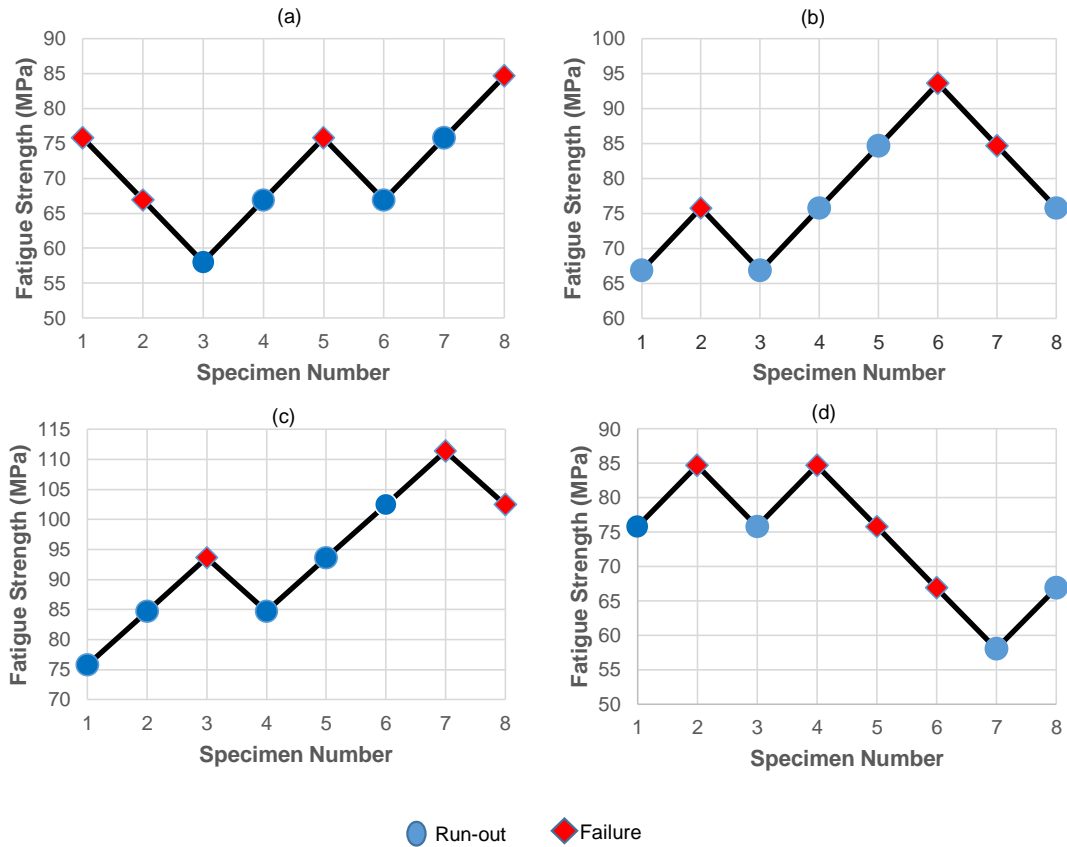 (a)
Fatigue Strength (MPa)
90
85
80
75
70
65
60
55
50
1 2 3 4 5 6 7 8
Specimen Number
(b)
Fatigue Strength (MPa)
100
95
90
85
80
75
70
65
60
1 2 3 4 5 6 7 8
Specimen Number
(c)
Fatigue Strength (MPa)
115
110
105
100
95
90
85
80
75
70
1 2 3 4 5 6 7 8
Specimen Number
(d)
Fatigue Strength (MPa)
90
85
80
75
70
65
60
55
50
1 2 3 4 5 6 7 8
Specimen Number
Run-out Failure